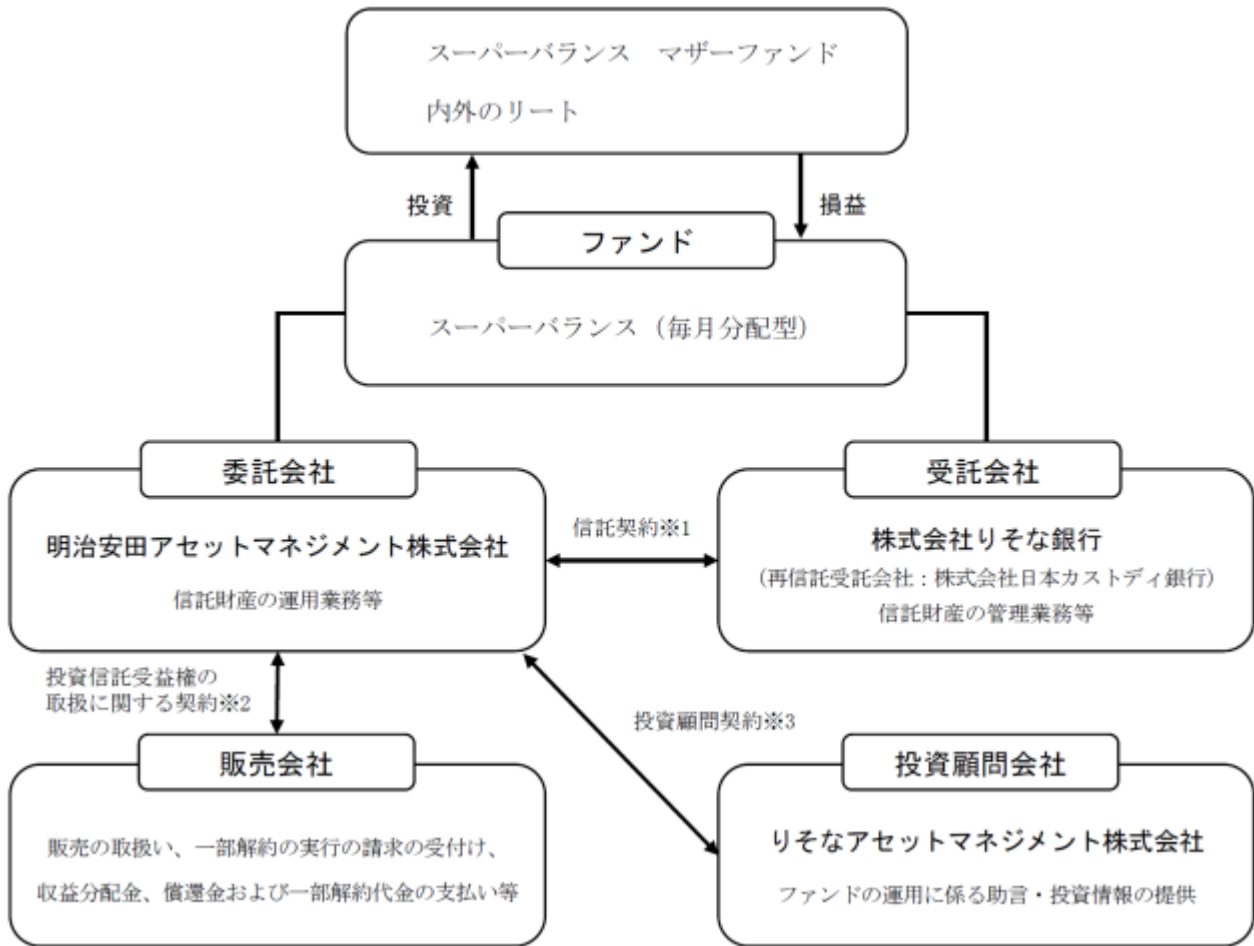 スーパーバランス　マザーファンド
内外のリート
投資
損益
ファンド
スーパーバランス（毎月分配型）
委託会社
明治安田アセットマネジメント株式会社
信託財産の運用業務等
信託契約※1
受託会社
株式会社りそな銀行
（再信託受託会社：株式会社日本カストディ銀行）
信託財産の管理業務等
投資信託受益権の
取扱に関する契約※2
投資顧問契約※3
販売会社
販売の取扱い、一部解約の実行の請求の受付け、
収益分配金、償還金および一部解約代金の支払い等
投資顧問会社
りそなアセットマネジメント株式会社
ファンドの運用に係る助言・投資情報の提供